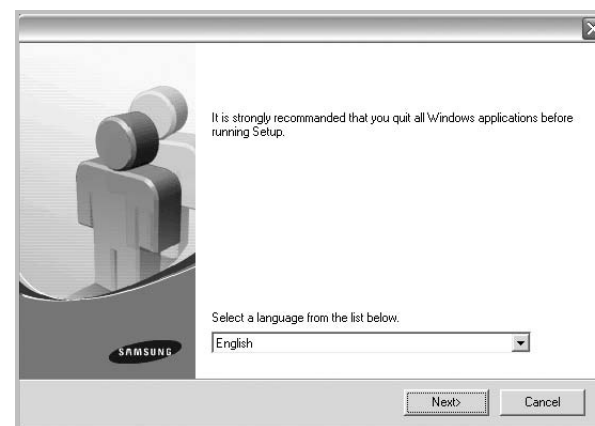 It is strongly recommanded that you quit all Windows applications before
running Setup.
Select a language from the list below.
English
SAMSUNG
Next>
Cancel